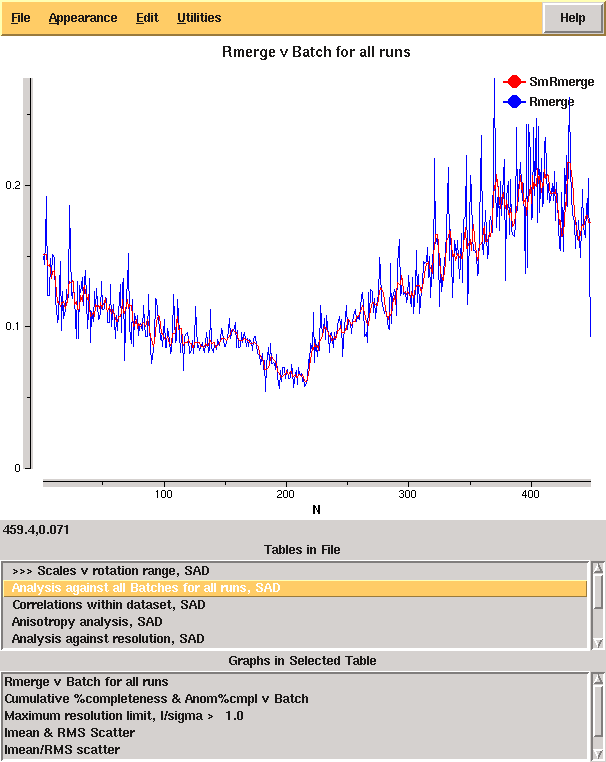 File Appearance Edit Utilities Help
Rmerge v Batch for all runs
SmRmerge
Rmerge
0.2
0.1
0
100 200 300 400
N
459.4,0.071
Tables in File
>>> Scales v rotation range, SAD
Analysis against all Batches for all runs, SAD
Correlations within dataset, SAD
Anisotropy analysis, SAD
Analysis against resolution, SAD
Graphs in Selected Table
Rmerge v Batch for all runs
Cumulative %completeness & Anom%cmpl v Batch
Maximum resolution limit, I/sigma > 1.0
Imean & RMS Scatter
Imean/RMS scatter